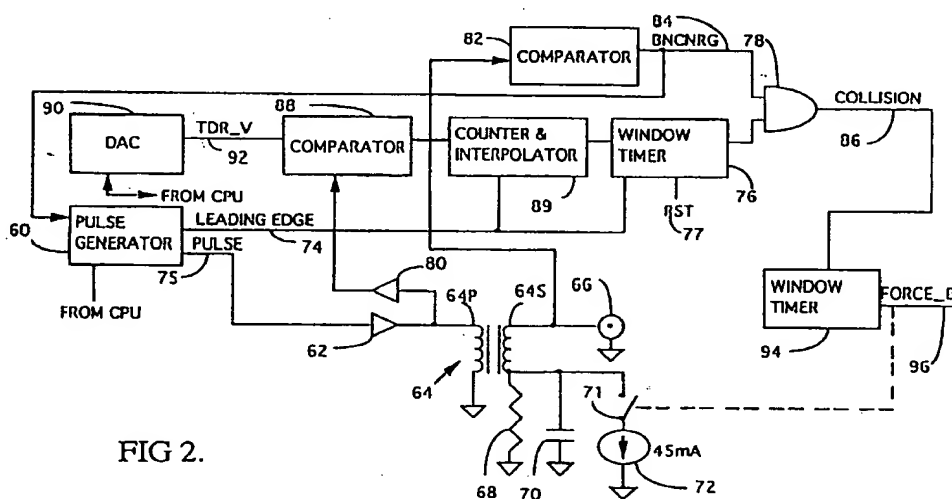 82
COMPARATOR
84
BNCNRG
78
COLLISION
86
90
DAC
TDR_V
92
88
COMPARATOR
COUNTER &
INTERPOLATOR
89
WINDOW
TIMER
76
RST
77
FROM CPU
60
PULSE
GENERATOR
LEADING EDGE
74
PULSE
75
FROM CPU
80
62
64P
64S
66
64
WINDOW
TIMER
94
FORCE_
96
71
45mA
68
70
72
FIG 2.